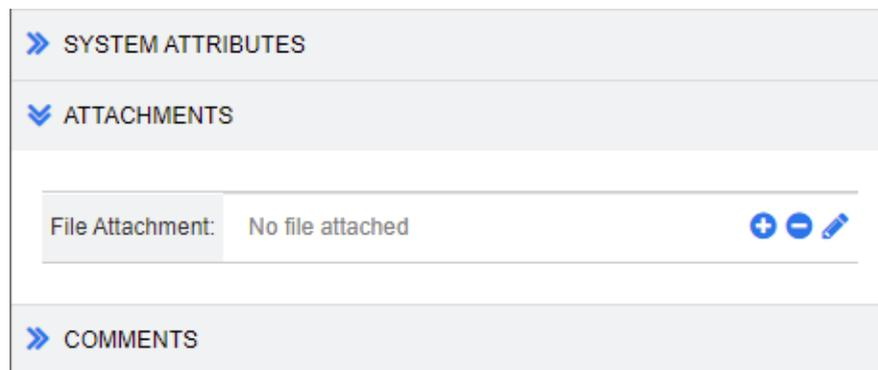 SYSTEM ATTRIBUTES
ATTACHMENTS
File Attachment: No file attached
COMMENTS